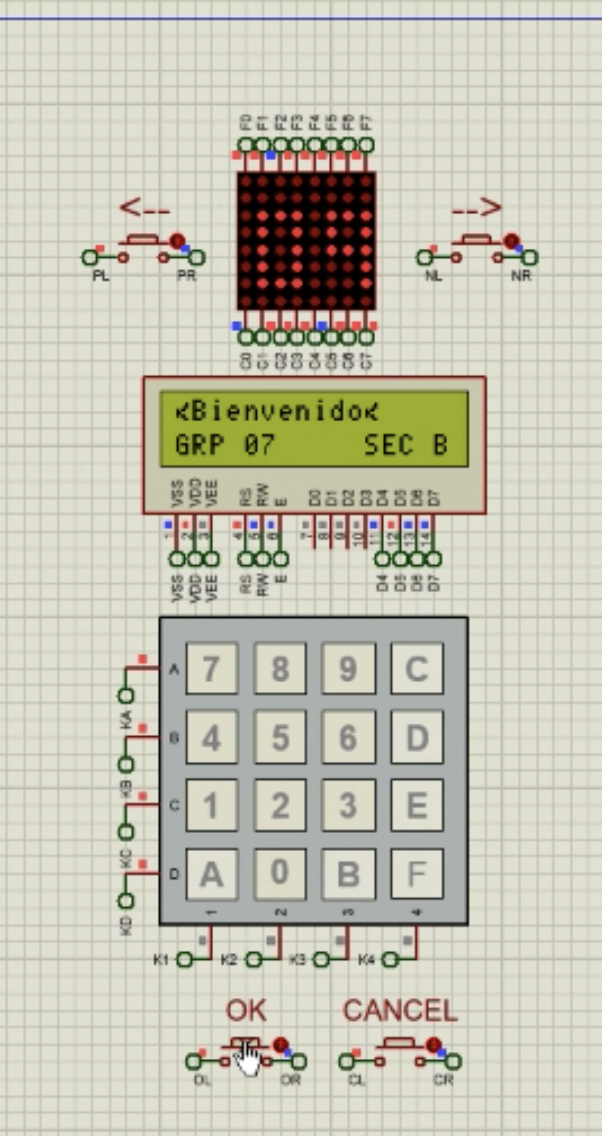 F0 F1 F2 F3 F4 F5 F6 F7
<-- -->
PL PR NL NR
C0 C1 C2 C3 C4 C5 C6 C7
<Bienvenido<
GRP 07 SEC B
VSS VDD VEE RS RW E D0 D1 D2 D3 D4 D5 D6 D7
1 2 3 4 5 6 7 8 9 10 11 12 13 14
VSS VDD VEE RS RW E D4 D5 D6 D7
A 7 8 9 C
KA
B 4 5 6 D
KB
C 1 2 3 E
KC
D A 0 B F
KD
1 2 3 4
K1 K2 K3 K4
OK CANCEL
OL OR CL CR